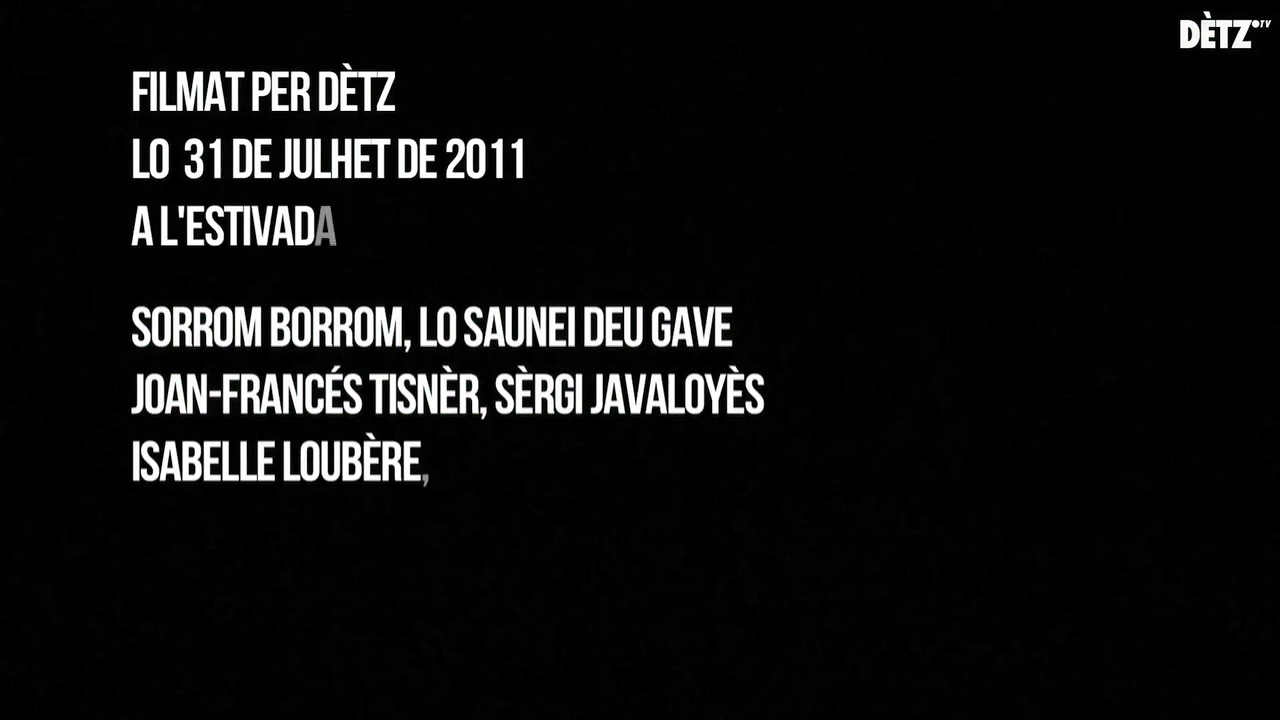 DÈTZ•TV
FILMAT PER DÈTZ
LO 31 DE JULHET DE 2011
A L'ESTIVADA
SORROM BORROM, LO SAUNEI DEU GAVE
JOAN-FRANCÉS TISNÈR, SÈRGI JAVALOYÈS
ISABELLE LOUBÈRE,